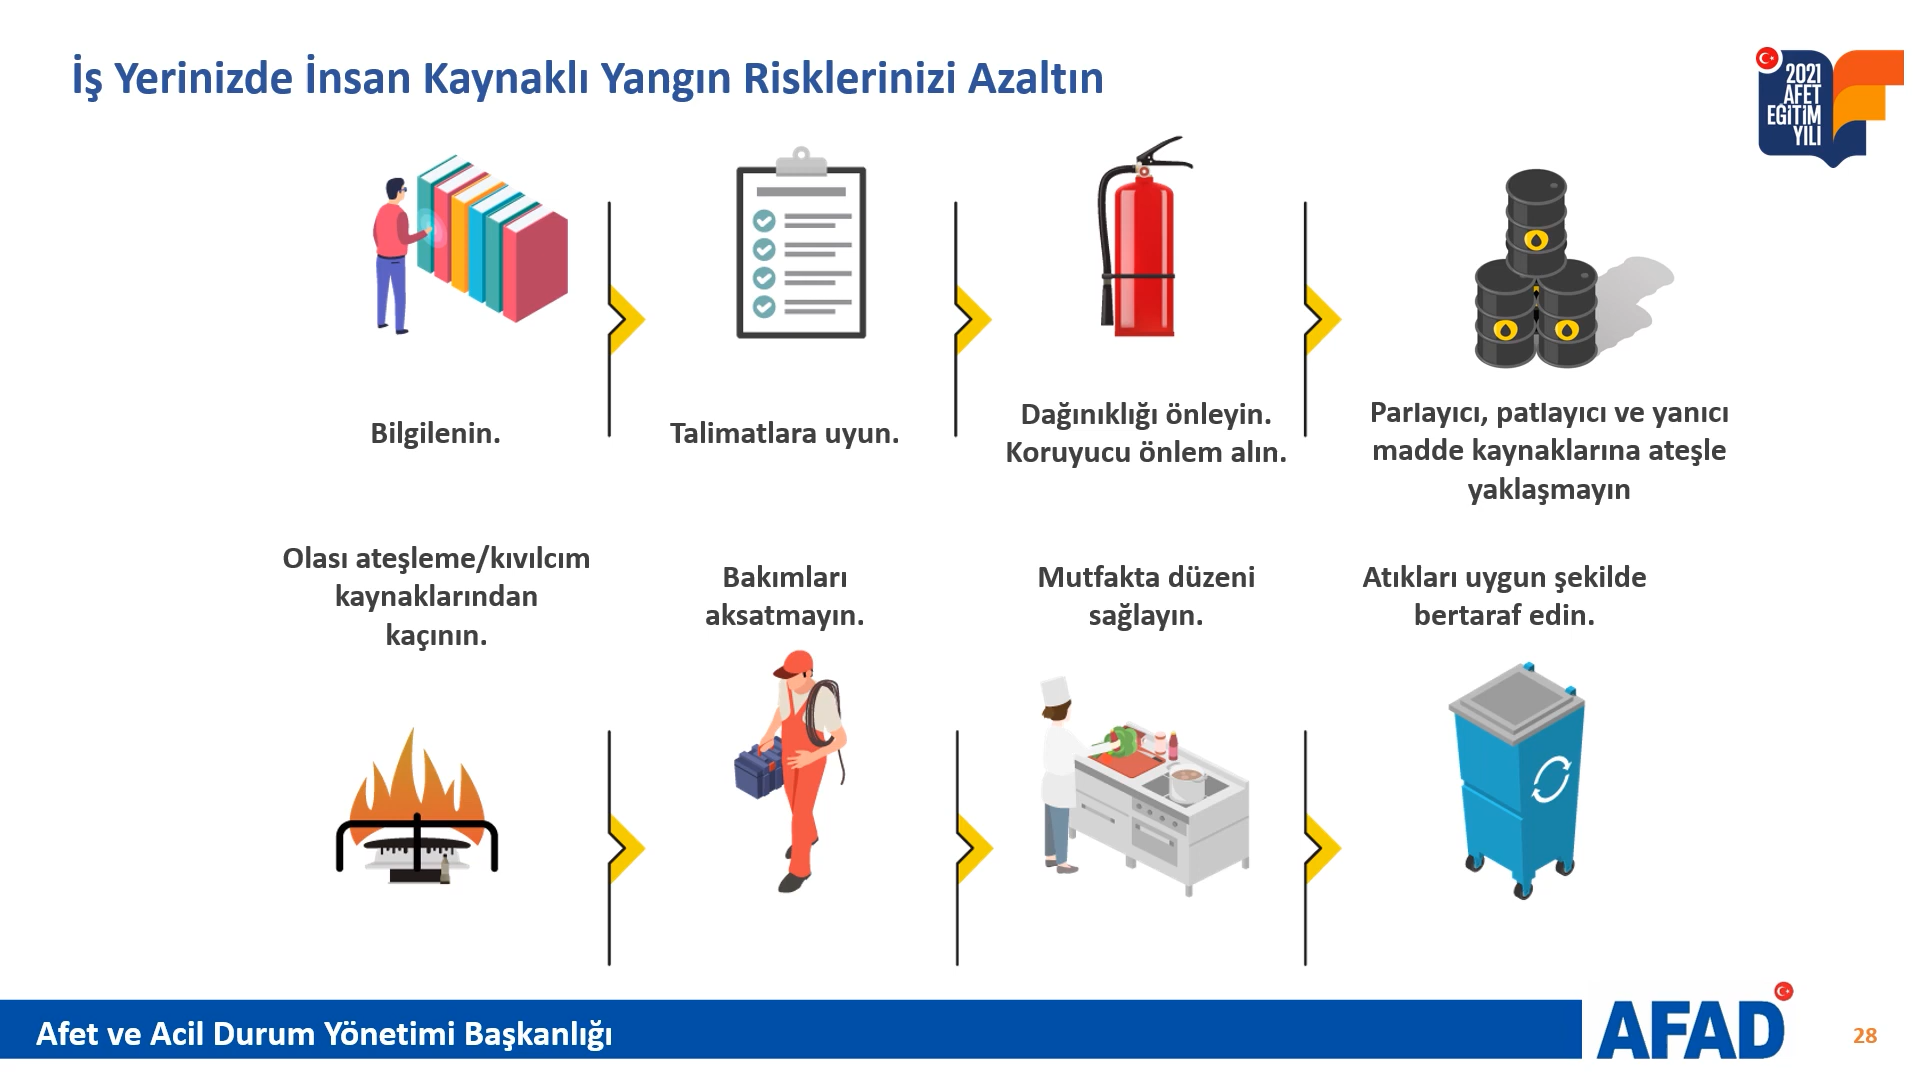 İş Yerinizde İnsan Kaynaklı Yangın Risklerinizi Azaltın
2021
AFET
EĞİTİM
YILI
Bilgilenin.
Talimatlara uyun.
Dağınıklığı önleyin.
Koruyucu önlem alın.
Parlayıcı, patlayıcı ve yanıcı
madde kaynaklarına ateşle
yaklaşmayın
Olası ateşleme/kıvılcım
kaynaklarından
kaçının.
Bakımları
aksatmayın.
Mutfakta düzeni
sağlayın.
Atıkları uygun şekilde
bertaraf edin.
Afet ve Acil Durum Yönetimi Başkanlığı
AFAD
28